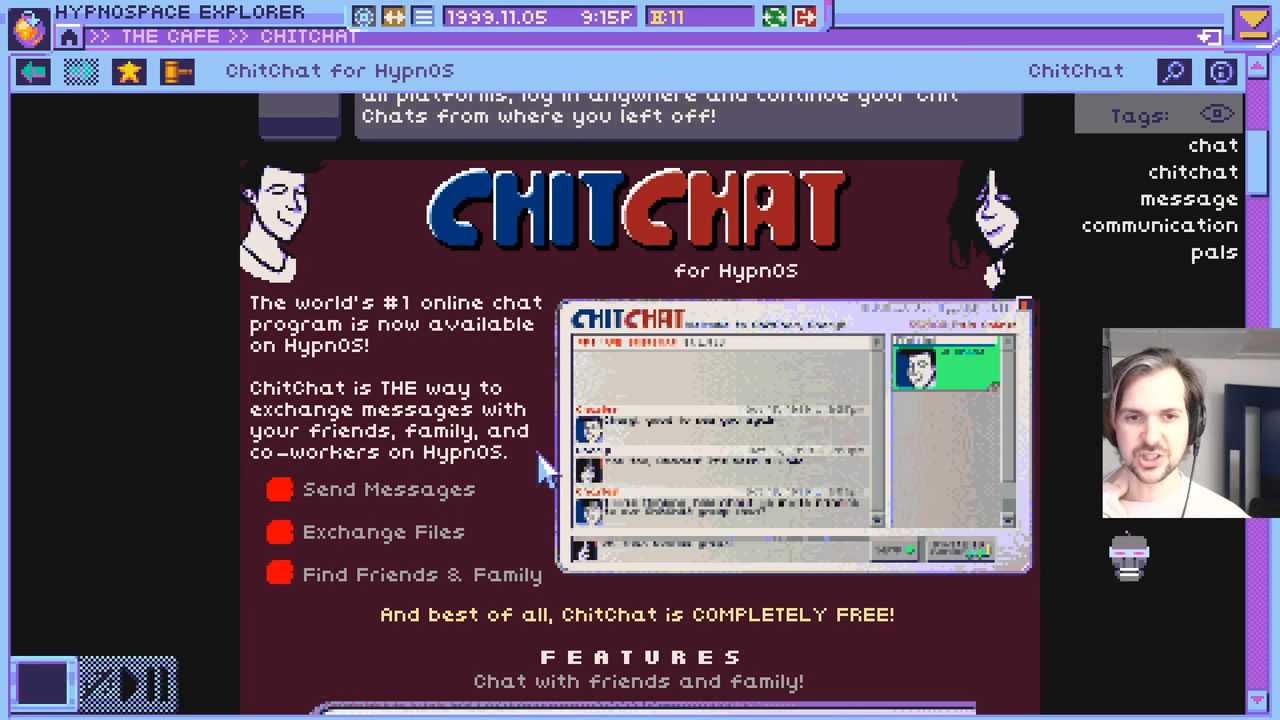 HYPNOSPACE EXPLORER
1999.11.05 9:15P
11
>> THE CAFE >> CHITCHAT
ChitChat for HypnOS
ChitChat
all platforms, log in anywhere and continue your Chit
Chats from where you left off!
Tags:
chat
chitchat
message
communication
pals
CHITCHAT
for HypnOS
The world's #1 online chat
program is now available
on HypnOS!
ChitChat is THE way to
exchange messages with
your friends, family, and
co-workers on HypnOS.
Send Messages
Exchange Files
Find Friends & Family
CHITCHAT
And best of all, ChitChat is COMPLETELY FREE!
FEATURES
Chat with friends and family!